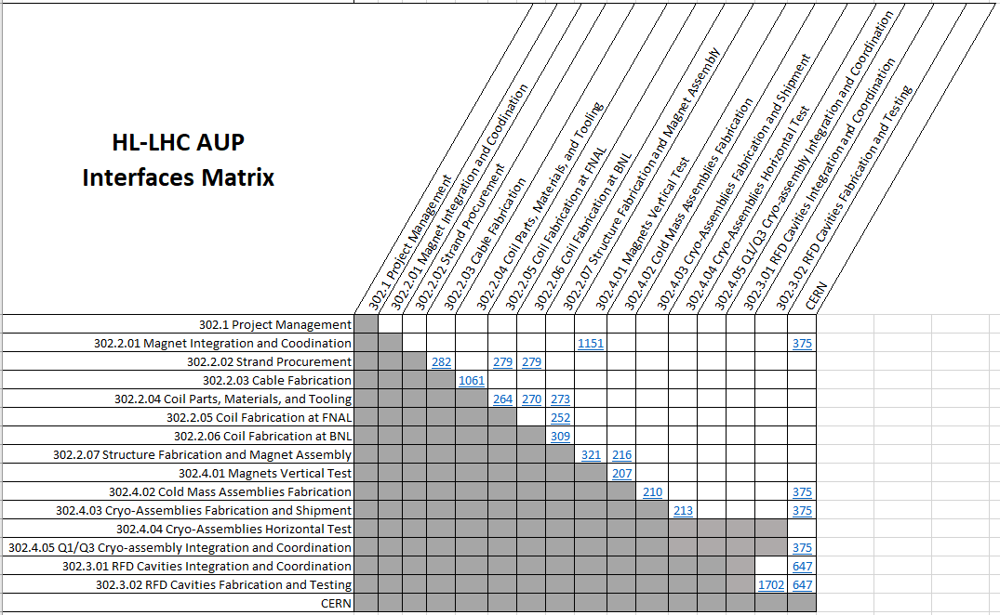 HL-LHC AUP
Interfaces Matrix
302.1 Project Management
302.2.01 Magnet Integration and Coodination
302.2.02 Strand Procurement
302.2.03 Cable Fabrication
302.2.04 Coil Parts, Materials, and Tooling
302.2.05 Coil Fabrication at FNAL
302.2.06 Coil Fabrication at BNL
302.2.07 Structure Fabrication and Magnet Assembly
302.4.01 Magnets Vertical Test
302.4.02 Cold Mass Assemblies Fabrication
302.4.03 Cryo-Assemblies Fabrication and Shipment
302.4.04 Cryo-Assemblies Horizontal Test
302.4.05 Q1/Q3 Cryo-assembly Integration and Coordination
302.3.01 RFD Cavities Integration and Coordination
302.3.02 RFD Cavities Fabrication and Testing
CERN
302.1 Project Management
302.2.01 Magnet Integration and Coodination 1151 375
302.2.02 Strand Procurement 282 279 279
302.2.03 Cable Fabrication 1061
302.2.04 Coil Parts, Materials, and Tooling 264 270 273
302.2.05 Coil Fabrication at FNAL 252
302.2.06 Coil Fabrication at BNL 309
302.2.07 Structure Fabrication and Magnet Assembly 321 216
302.4.01 Magnets Vertical Test 207
302.4.02 Cold Mass Assemblies Fabrication 210 375
302.4.03 Cryo-Assemblies Fabrication and Shipment 213 375
302.4.04 Cryo-Assemblies Horizontal Test
302.4.05 Q1/Q3 Cryo-assembly Integration and Coordination 375
302.3.01 RFD Cavities Integration and Coordination 647
302.3.02 RFD Cavities Fabrication and Testing 1702 647
CERN